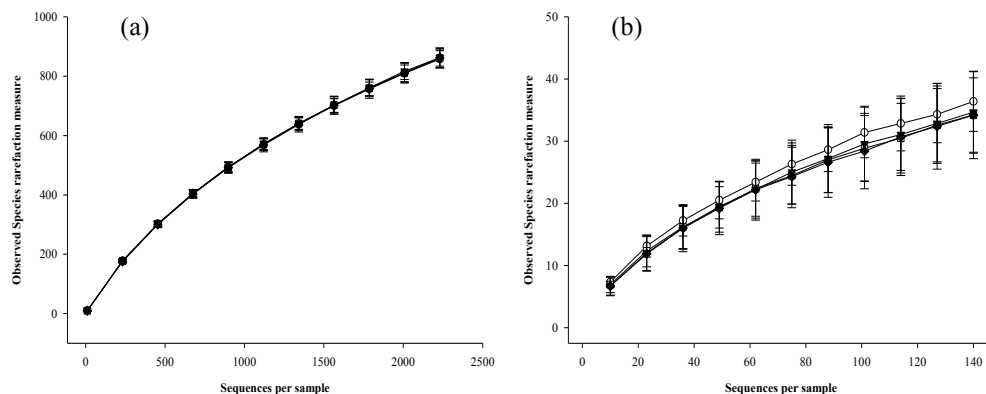 (a)
Observed Species rarefaction measure
1000
800
600
400
200
0
0 500 1000 1500 2000 2500
Sequences per sample
(b)
Observed Species rarefaction measure
50
40
30
20
10
0
0 20 40 60 80 100 120 140
Sequences per sample